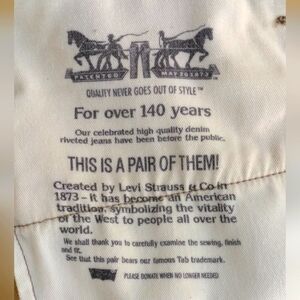 PATENTED MAY 20 1873
QUALITY NEVER GOES OUT OF STYLE™
For over 140 years
Our celebrated high quality denim
riveted jeans have been before the public.
THIS IS A PAIR OF THEM!
Created by Levi Strauss & Co in
1873 – it has become an American
tradition, symbolizing the vitality
of the West to people all over the
world.
We shall thank you to carefully examine the sewing, finish
and fit.
See that this pair bears our famous Tab trademark.
PLEASE DONATE WHEN NO LONGER NEEDED